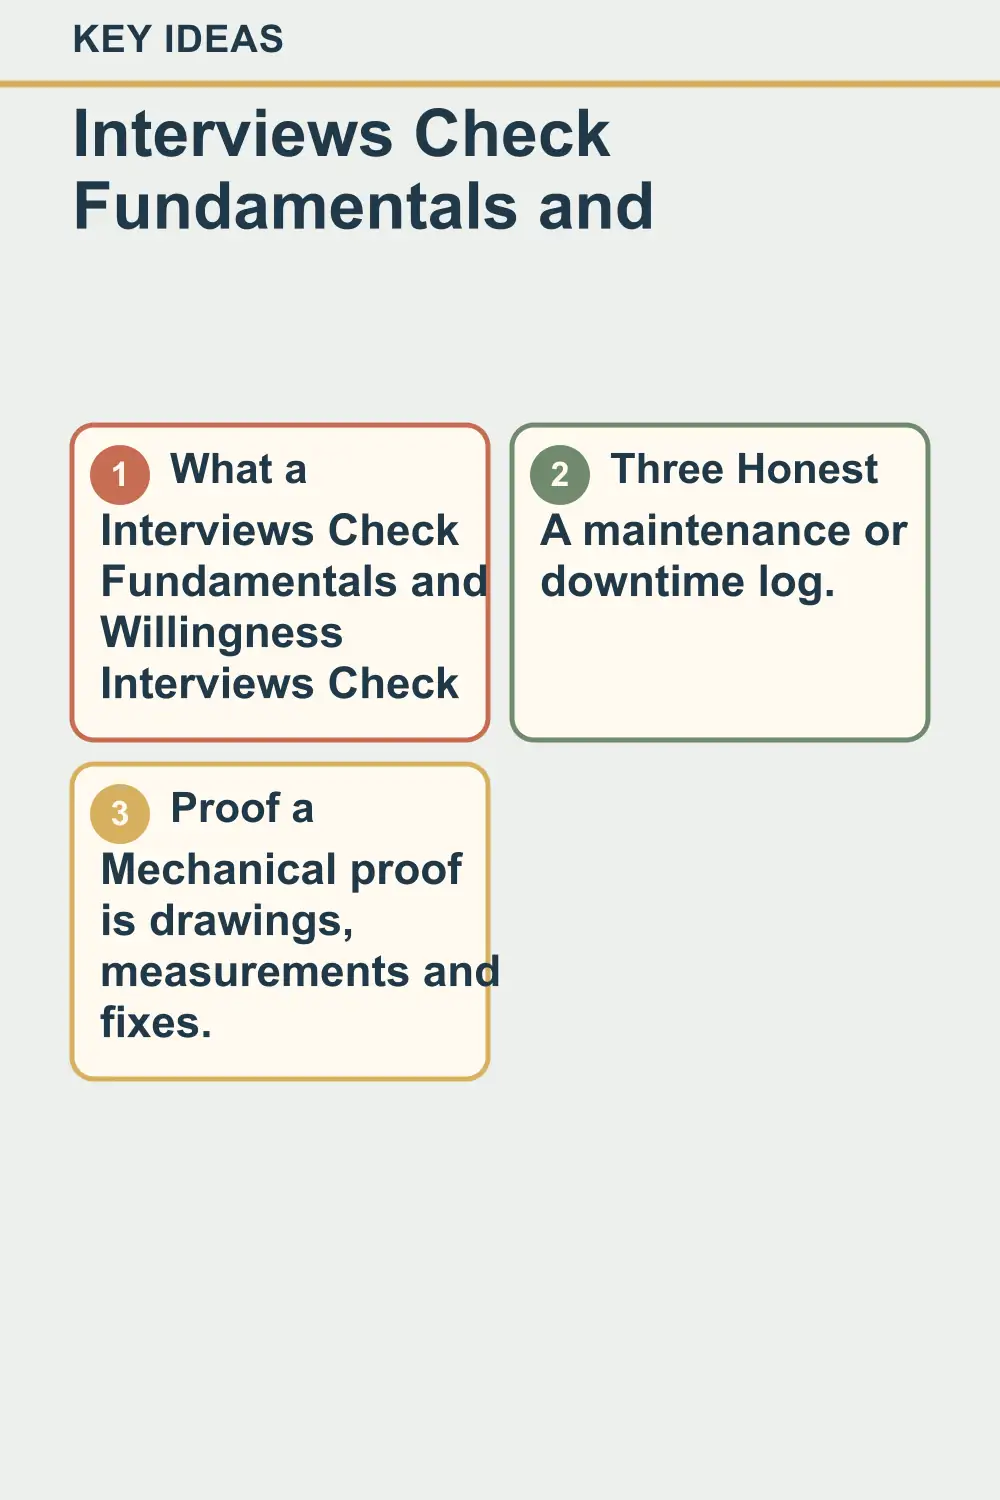 KEY IDEAS
Interviews Check
Fundamentals and
1 What a
Interviews Check
Fundamentals and
Willingness
Interviews Check
2 Three Honest
A maintenance or
downtime log.
3 Proof a
Mechanical proof
is drawings,
measurements and
fixes.